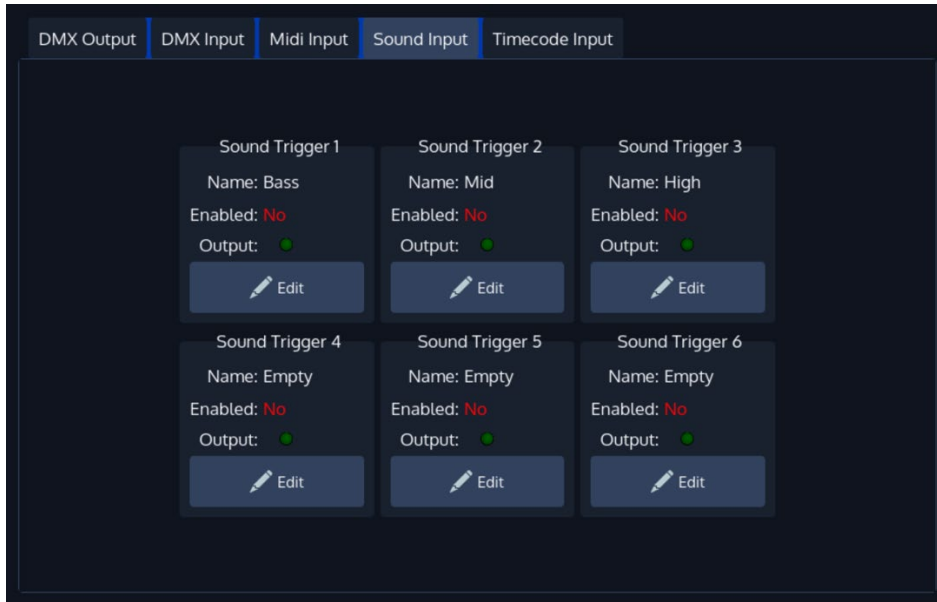 DMX Output DMX Input Midi Input Sound Input Timecode Input
Sound Trigger 1
Name: Bass
Enabled: No
Output:
Edit
Sound Trigger 2
Name: Mid
Enabled: No
Output:
Edit
Sound Trigger 3
Name: High
Enabled: No
Output:
Edit
Sound Trigger 4
Name: Empty
Enabled: No
Output:
Edit
Sound Trigger 5
Name: Empty
Enabled: No
Output:
Edit
Sound Trigger 6
Name: Empty
Enabled: No
Output:
Edit